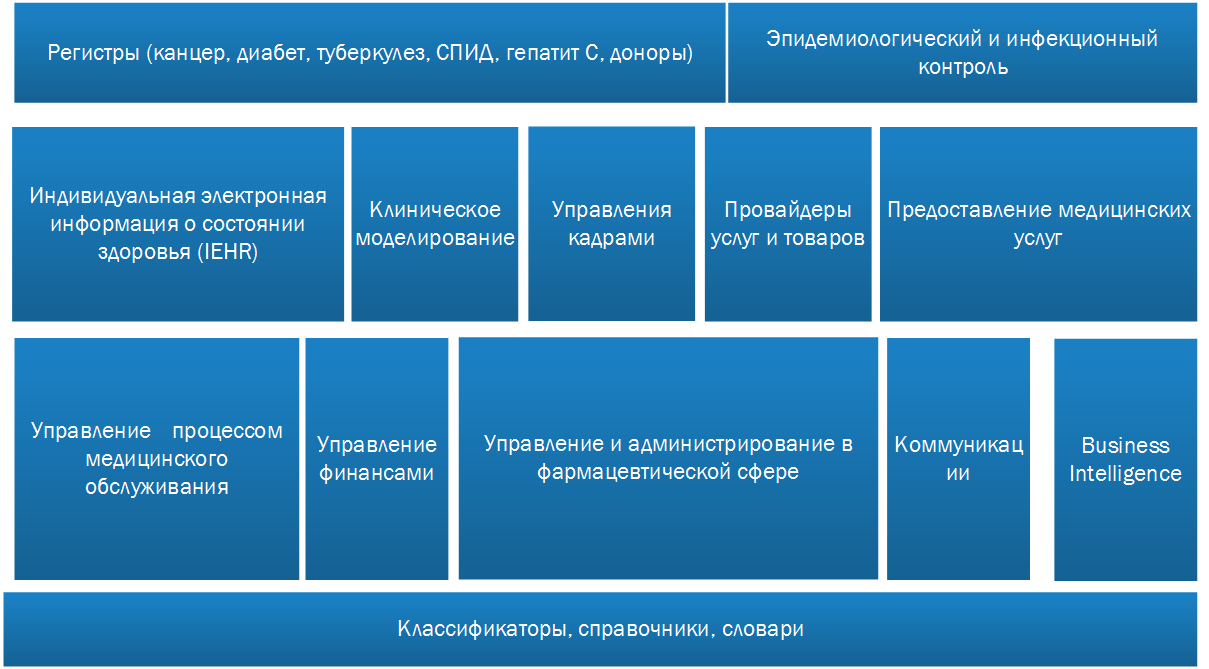 Регистры (канцер, диабет, туберкулез, СПИД, гепатит С, доноры)
Эпидемиологический и инфекционный
контроль
Индивидуальная электронная
информация о состоянии
здоровья (IEHR)
Клиническое
моделирование
Управления
кадрами
Провайдеры
услуг и товаров
Предоставление медицинских
услуг
Управление процессом
медицинского
обслуживания
Управление
финансами
Управление и администрирование в
фармацевтической сфере
Коммуникац
ии
Business
Intelligence
Классификаторы, справочники, словари